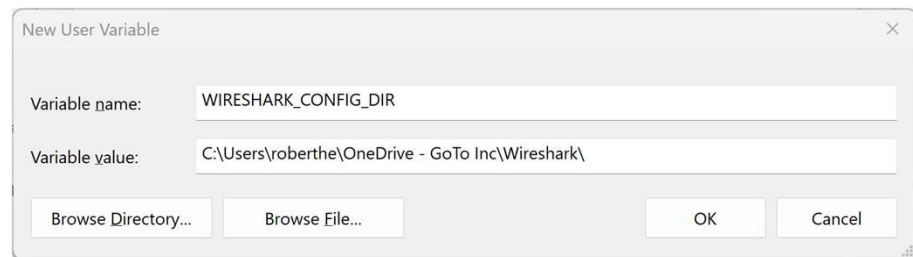 New User Variable
Variable name:
WIRESHARK_CONFIG_DIR
Variable value:
C:\Users\roberthe\OneDrive - GoTo Inc\Wireshark\
Browse Directory...
Browse File...
OK
Cancel